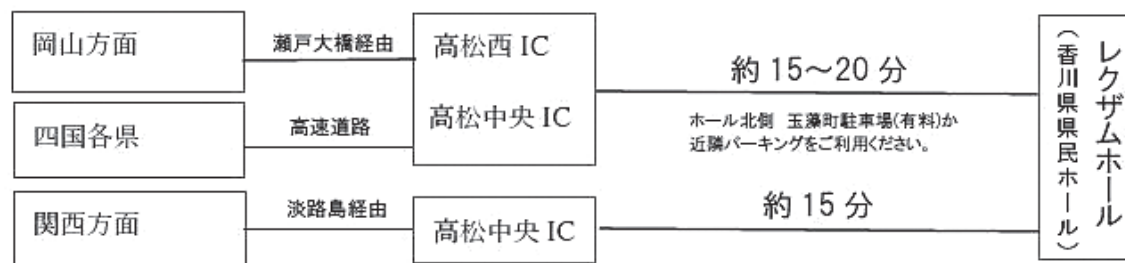 岡山方面
瀬戸大橋経由
高松西 IC
四国各県
高速道路
高松中央 IC
約 15～20 分
ホール北側　玉藻町駐車場(有料)か
近隣パーキングをご利用ください。
関西方面
淡路島経由
高松中央 IC
約 15 分
レクザムホール
（香川県県民ホール）